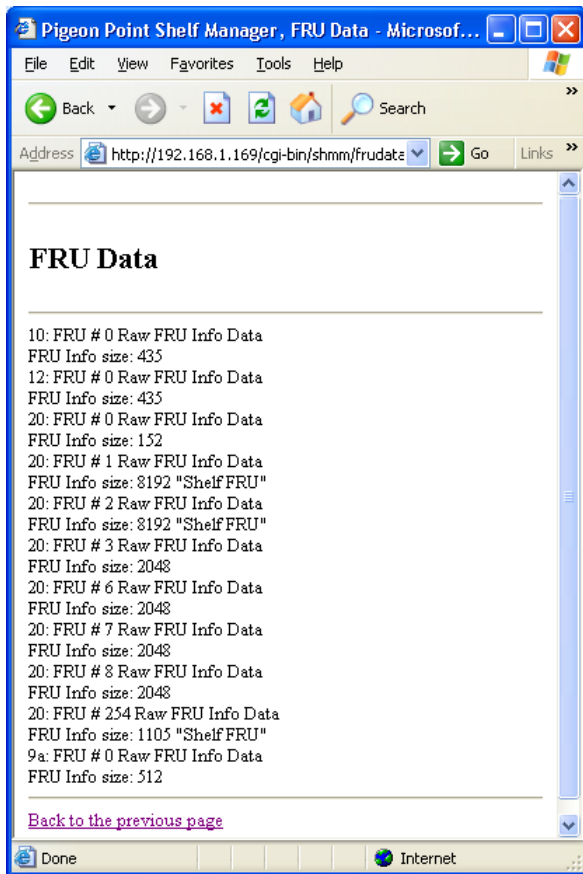 Pigeon Point Shelf Manager, FRU Data - Microsof...
File Edit View Favorites Tools Help
Back Search
Address http://192.168.1.169/cgi-bin/shmm/frudata Go Links
FRU Data
10: FRU # 0 Raw FRU Info Data
FRU Info size: 435
12: FRU # 0 Raw FRU Info Data
FRU Info size: 435
20: FRU # 0 Raw FRU Info Data
FRU Info size: 152
20: FRU # 1 Raw FRU Info Data
FRU Info size: 8192 "Shelf FRU"
20: FRU # 2 Raw FRU Info Data
FRU Info size: 8192 "Shelf FRU"
20: FRU # 3 Raw FRU Info Data
FRU Info size: 2048
20: FRU # 6 Raw FRU Info Data
FRU Info size: 2048
20: FRU # 7 Raw FRU Info Data
FRU Info size: 2048
20: FRU # 8 Raw FRU Info Data
FRU Info size: 2048
20: FRU # 254 Raw FRU Info Data
FRU Info size: 1105 "Shelf FRU"
9a: FRU # 0 Raw FRU Info Data
FRU Info size: 512
Back to the previous page
Done Internet